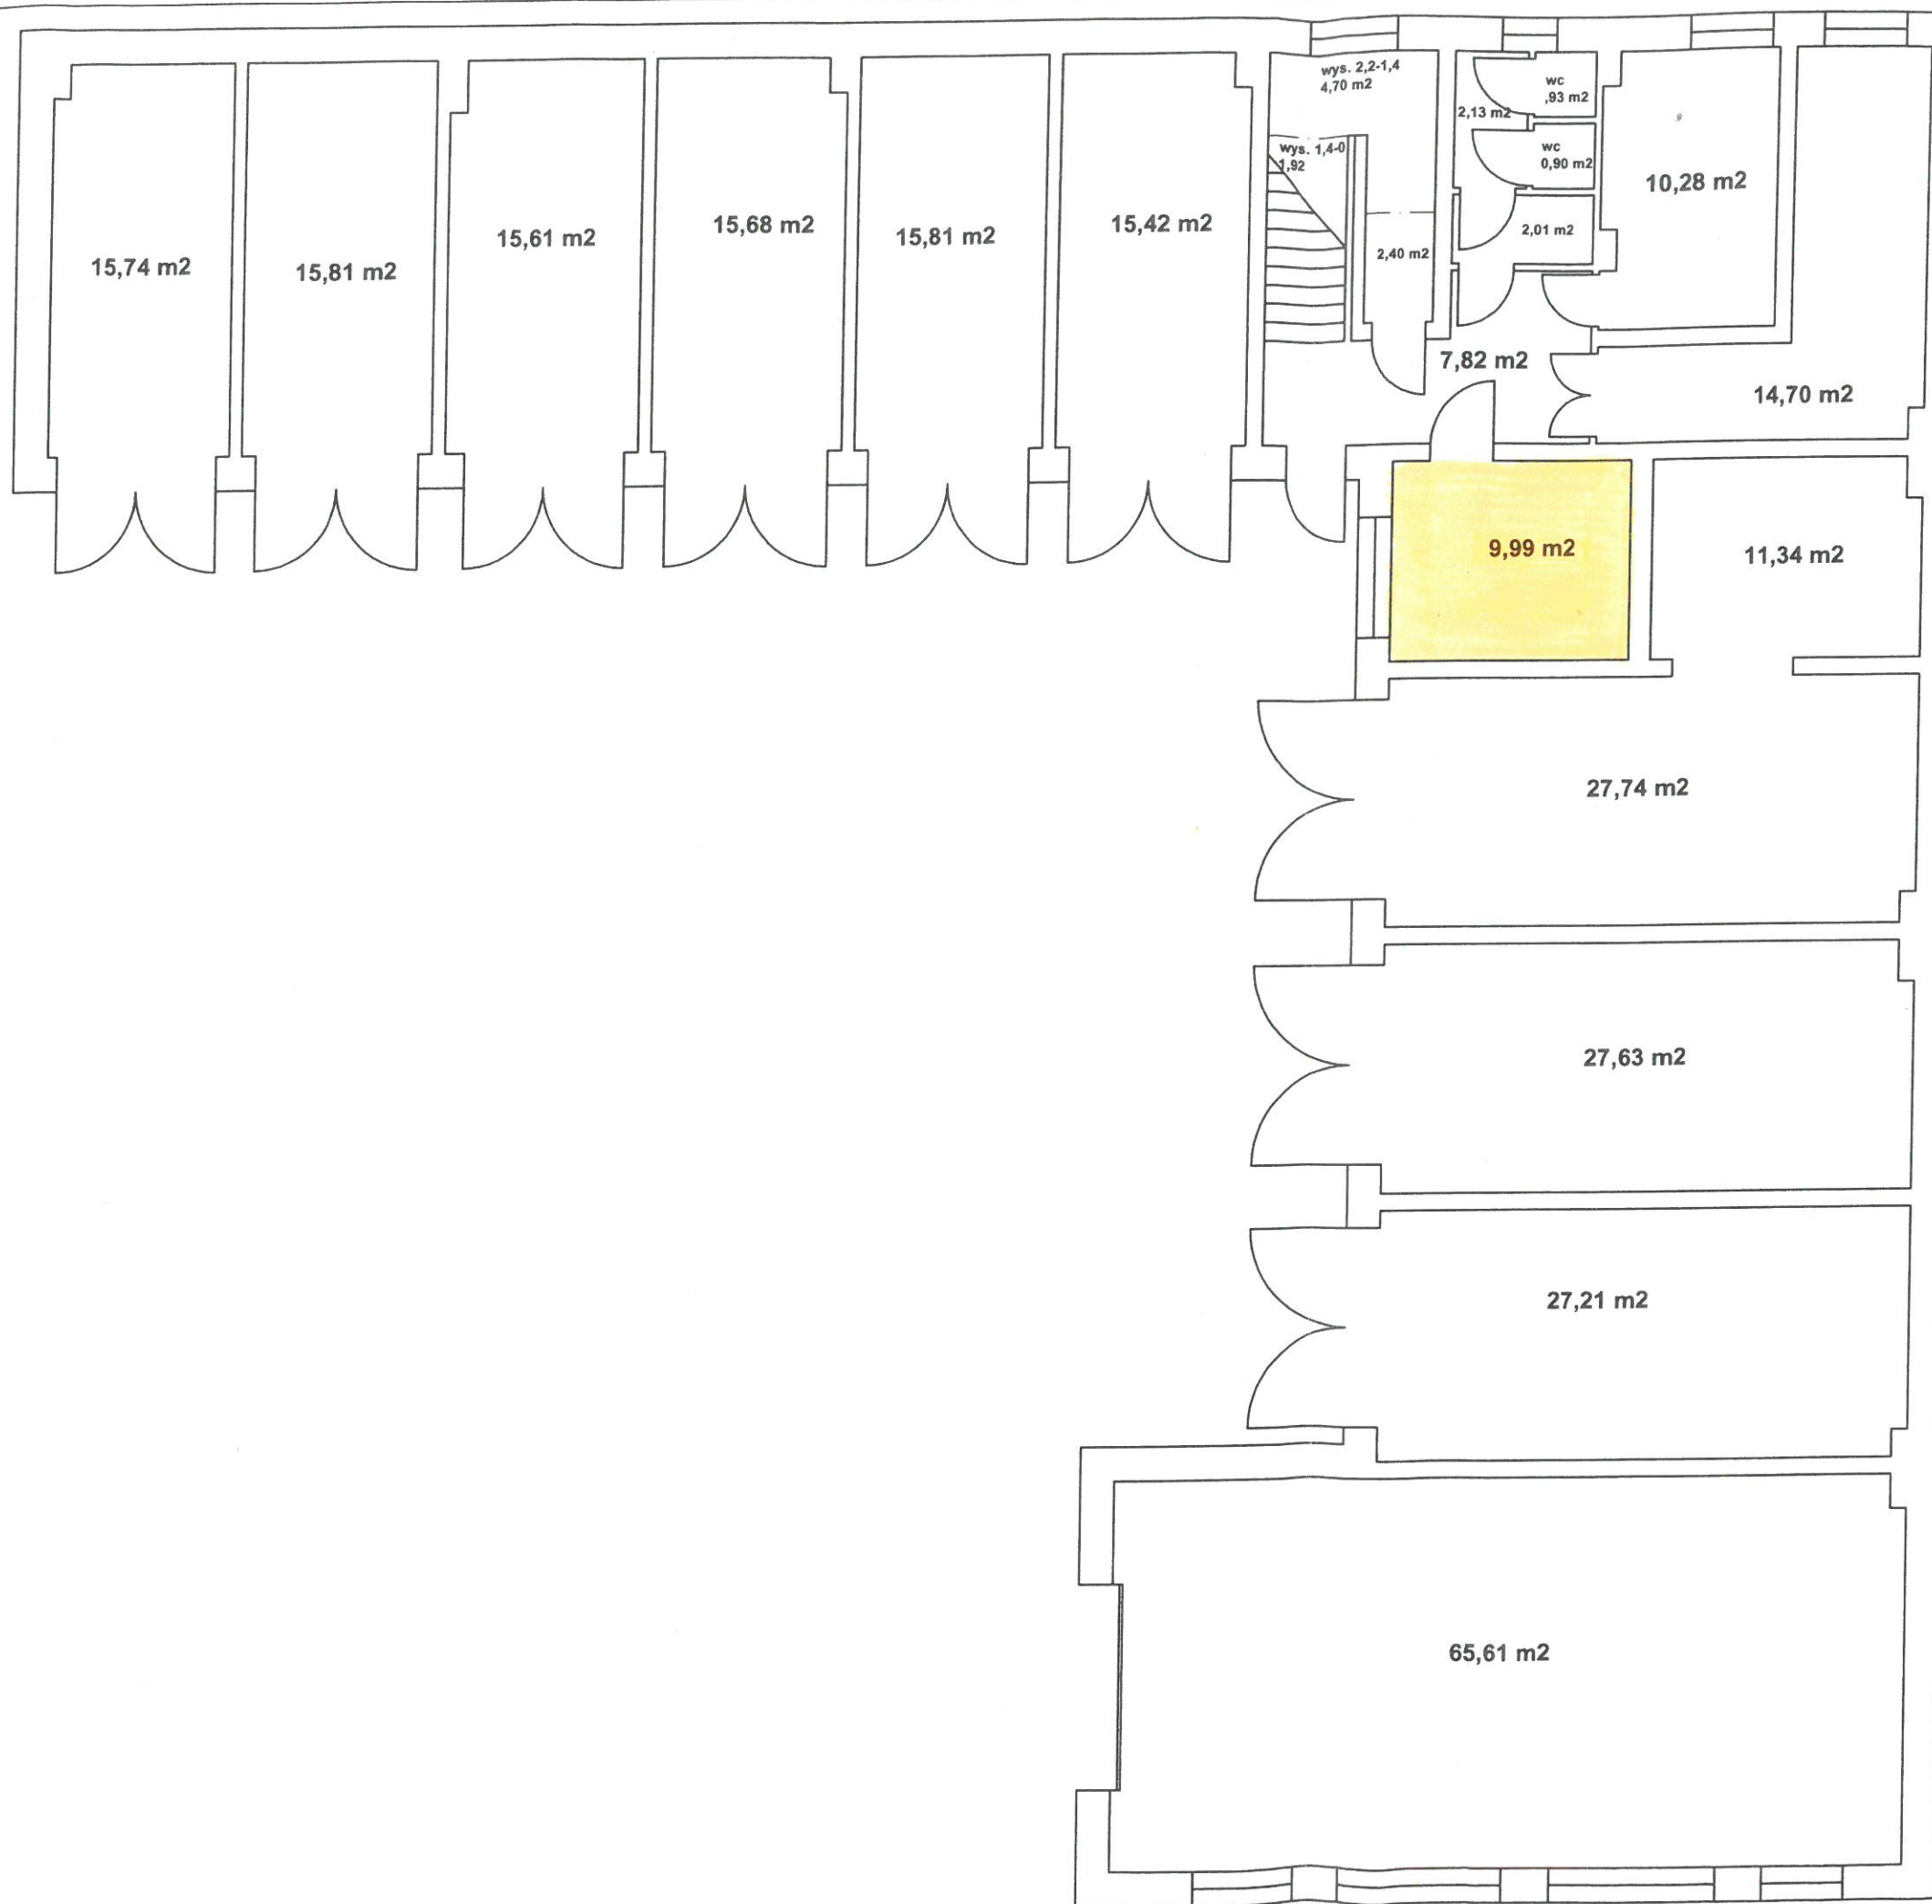 wys. 2,2-1,4
4,70 m2
wc
,93 m2
2,13 m2
wys. 1,4-0
1,92
wc
0,90 m2
10,28 m2
15,74 m2
15,81 m2
15,61 m2
15,68 m2
15,81 m2
15,42 m2
2,40 m2
2,01 m2
7,82 m2
14,70 m2
9,99 m2
11,34 m2
27,74 m2
27,63 m2
27,21 m2
65,61 m2